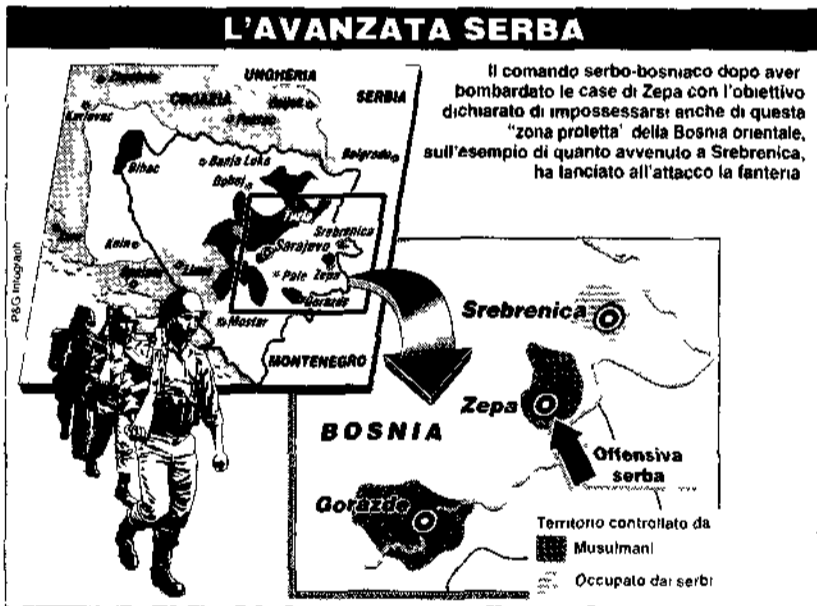 L'AVANZATA SERBA
Il comando serbo-bosniaco dopo aver
bombardato le case di Zepa con l'obiettivo
dichiarato di impossessarsi anche di questa
"zona protetta' della Bosnia orientale,
sull'esempio di quanto avvenuto a Srebrenica,
ha lanciato all'attacco la fanteria
P&G Infograph
UNGHERIA
CROAZIA
SERBIA
Karlovac
Bihac
Banja Luka
Doboj
Belgrado
Tuzla
Srebrenica
Sarajevo
Knin
Pale
Zepa
Gorazde
Mostar
MONTENEGRO
Srebrenica
Zepa
BOSNIA
Offensiva
serba
Gorazde
Territorio controllato da
Musulmani
Occupato dai serbi